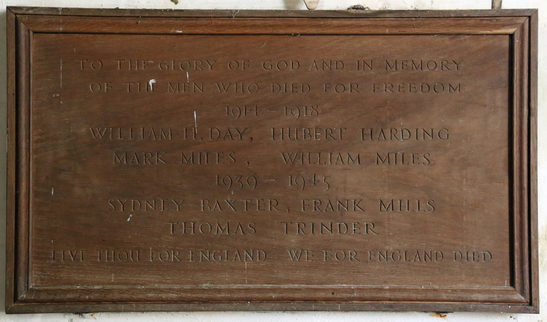 TO THE GLORY OF GOD AND IN MEMORY
OF THE MEN WHO DIED FOR FREEDOM
1914 – 1918
WILLIAM H. DAY, HUBERT HARDING
MARK MILES, WILLIAM MILES
1939 – 1945
SYDNEY BAXTER, FRANK MILLS
THOMAS TRINDER
LIVE THOU FOR ENGLAND WE FOR ENGLAND DIED